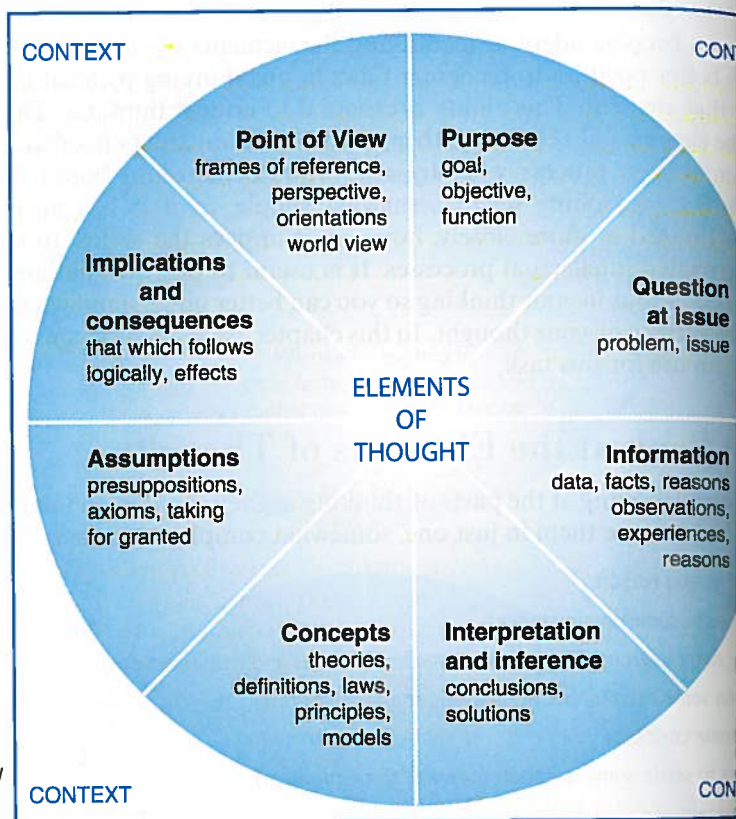 CONTEXT
CON
Point of View
frames of reference,
perspective,
orientations
world view
Purpose
goal,
objective,
function
Implications
and
consequences
that which follows
logically, effects
Question
at issue
problem, issue
ELEMENTS
OF
THOUGHT
Assumptions
presuppositions,
axioms, taking
for granted
Information
data, facts, reasons
observations,
experiences,
reasons
Concepts
theories,
definitions, laws,
principles,
models
Interpretation
and inference
conclusions,
solutions
CONTEXT
CON